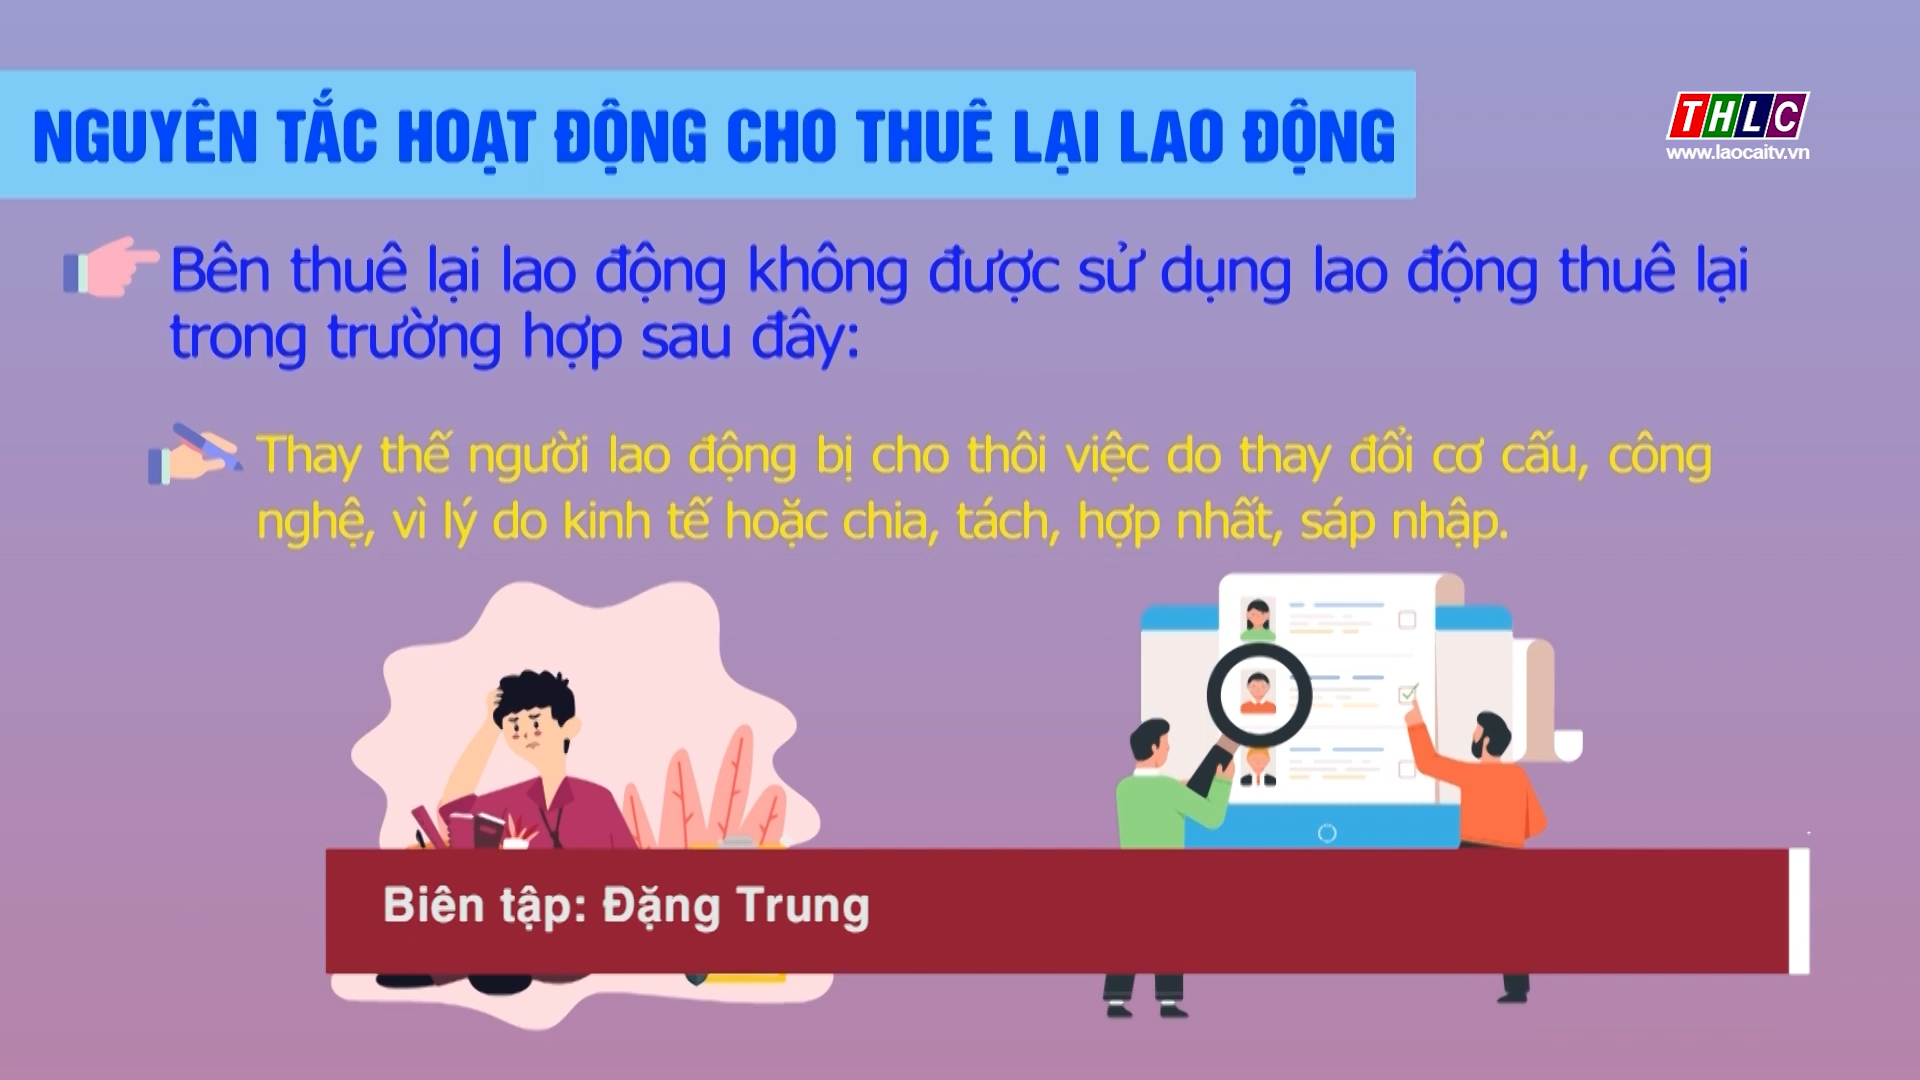 NGUYÊN TẮC HOẠT ĐỘNG CHO THUÊ LẠI LAO ĐỘNG
THLC
www.laocaitv.vn
Bên thuê lại lao động không được sử dụng lao động thuê lại
trong trường hợp sau đây:
Thay thế người lao động bị cho thôi việc do thay đổi cơ cấu, công
nghệ, vì lý do kinh tế hoặc chia, tách, hợp nhất, sáp nhập.
Biên tập: Đặng Trung